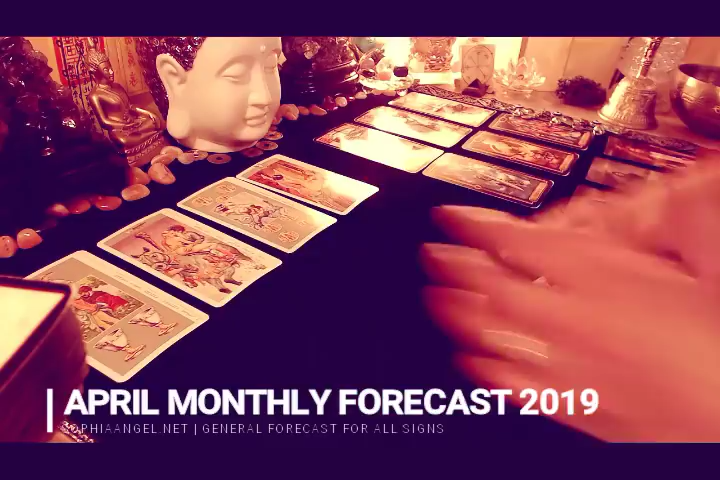 APRIL MONTHLY FORECAST 2019
SOPHIAANGEL.NET | GENERAL FORECAST FOR ALL SIGNS